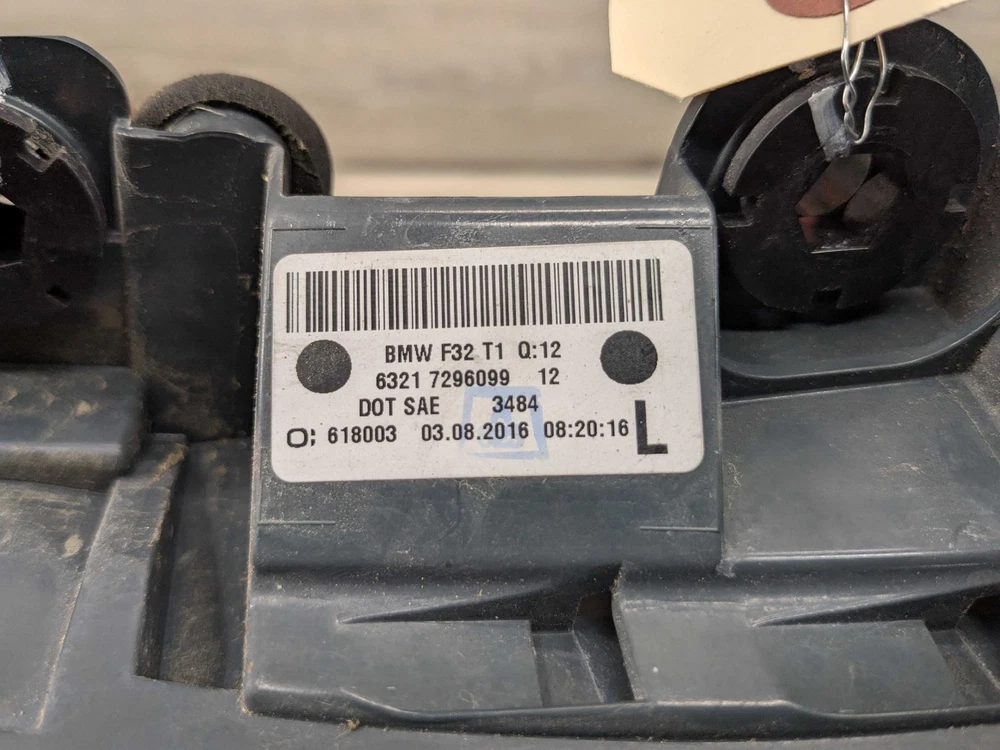 BMW F32 T1 Q:12
6321 7296099 12
DOT SAE 3484
O; 618003 03.08.2016 08:20:16 L